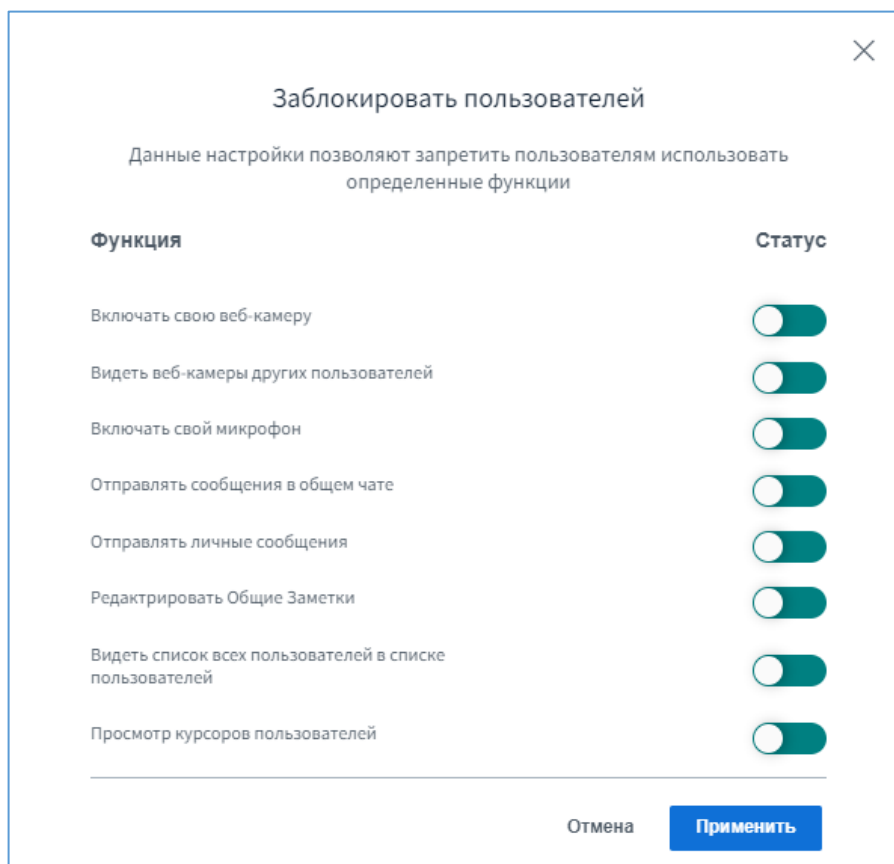 Заблокировать пользователей
Данные настройки позволяют запретить пользователям использовать
определенные функции
Функция Статус
Включать свою веб-камеру
Видеть веб-камеры других пользователей
Включать свой микрофон
Отправлять сообщения в общем чате
Отправлять личные сообщения
Редактрировать Общие Заметки
Видеть список всех пользователей в списке
пользователей
Просмотр курсоров пользователей
Отмена Применить